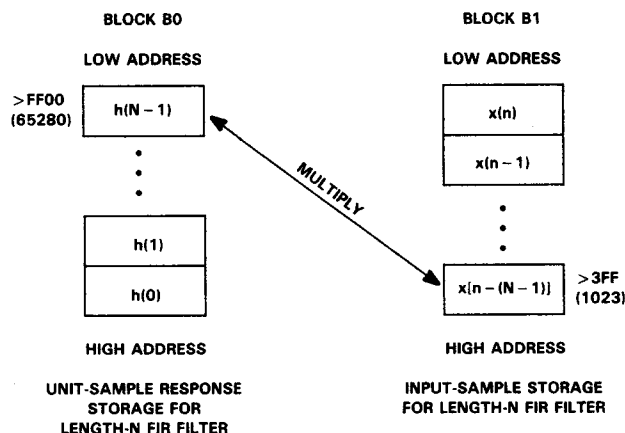 BLOCK B0
LOW ADDRESS
>FF00
(65280)
h(N−1)
h(1)
h(0)
HIGH ADDRESS
UNIT-SAMPLE RESPONSE
STORAGE FOR
LENGTH-N FIR FILTER
MULTIPLY
BLOCK B1
LOW ADDRESS
x(n)
x(n−1)
x[n−(N−1)]
>3FF
(1023)
HIGH ADDRESS
INPUT-SAMPLE STORAGE
FOR LENGTH-N FIR FILTER